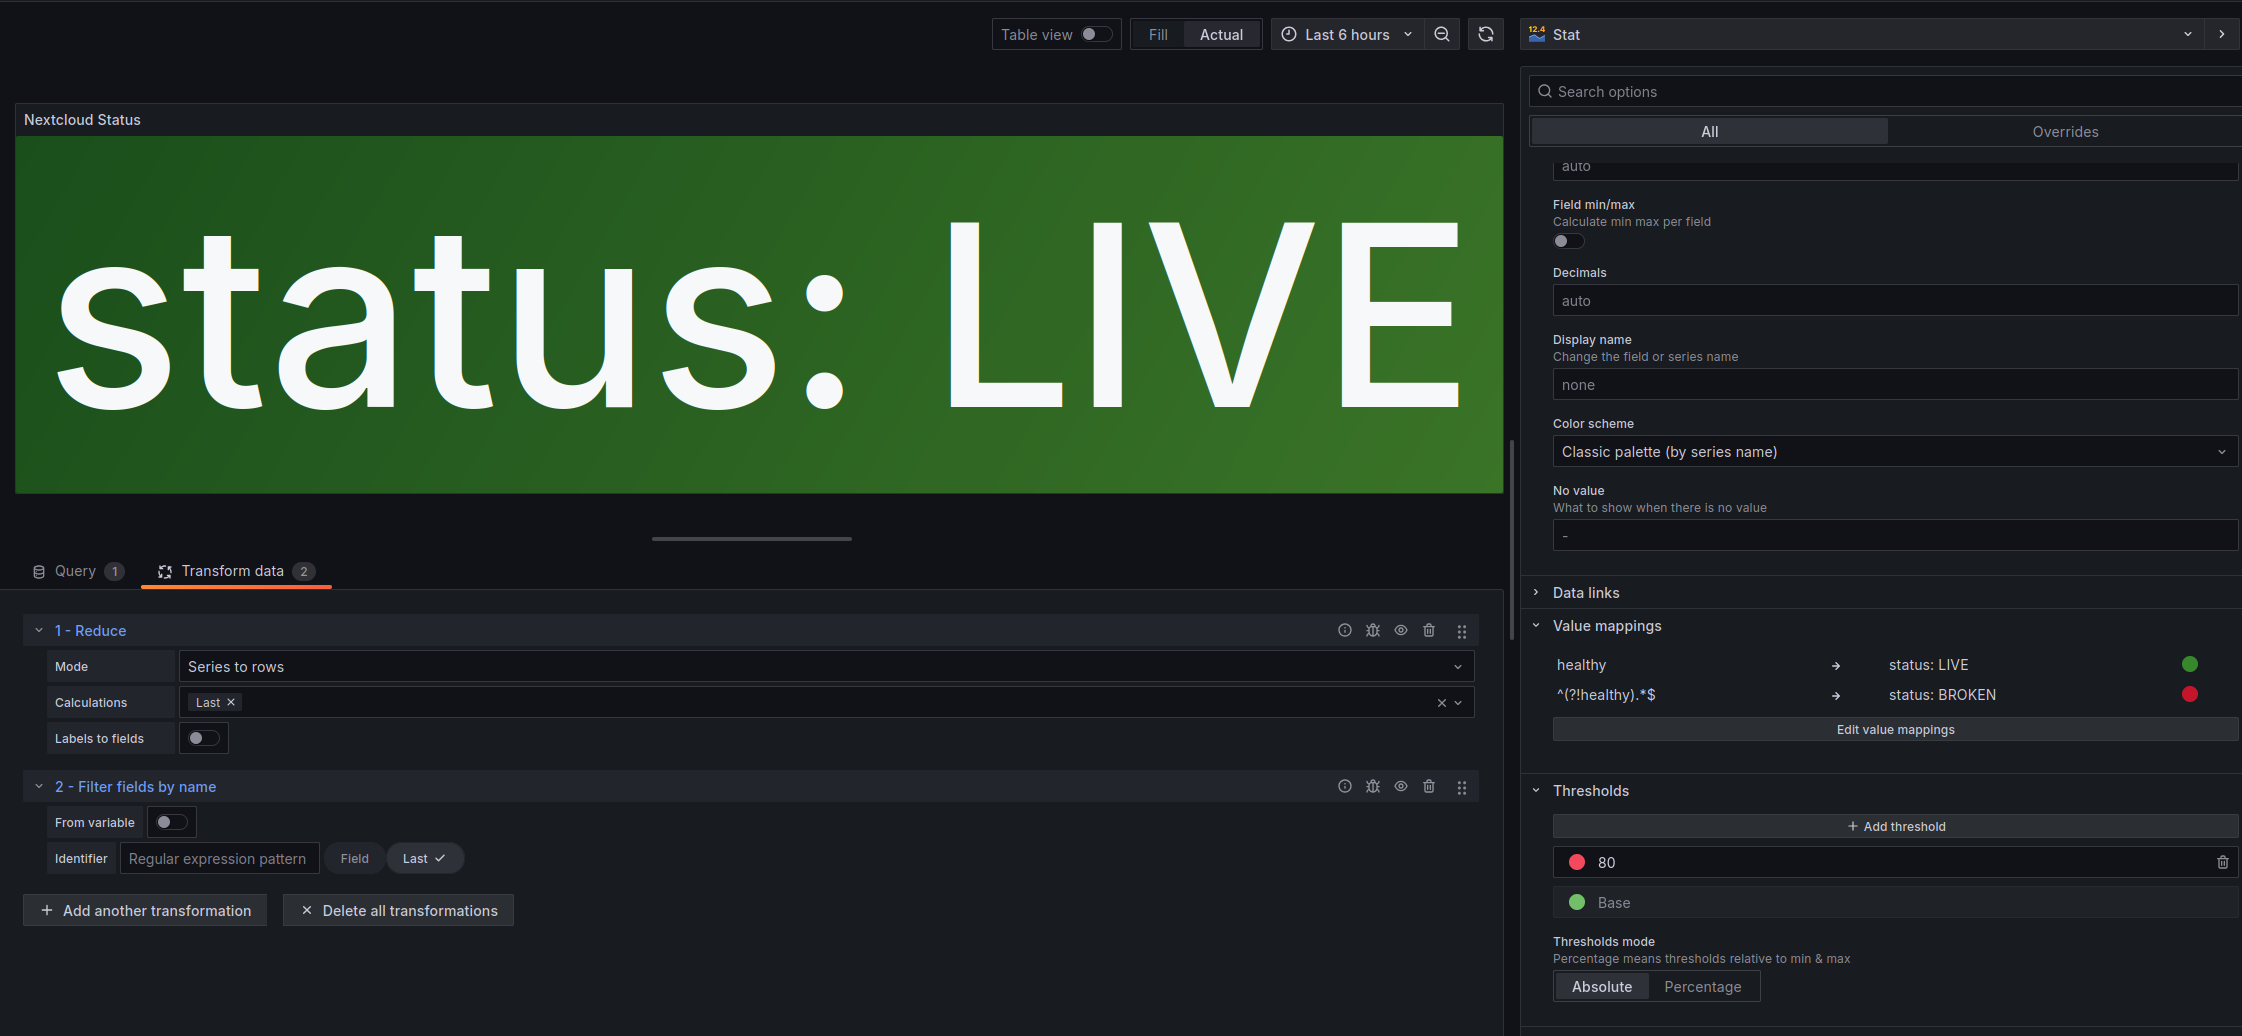 Table view
Fill
Actual
Last 6 hours
12.4
Stat
Search options
All
Overrides
Nextcloud Status
status: LIVE
auto
Field min/max
Calculate min max per field
Decimals
auto
Display name
Change the field or series name
none
Color scheme
Classic palette (by series name)
No value
What to show when there is no value
-
Data links
Value mappings
healthy → status: LIVE
^(?!healthy).*$ → status: BROKEN
Edit value mappings
Thresholds
+ Add threshold
80
Base
Thresholds mode
Percentage means thresholds relative to min & max
Absolute
Percentage
Query 1
Transform data 2
1 - Reduce
Mode
Series to rows
Calculations
Last
Labels to fields
2 - Filter fields by name
From variable
Identifier
Regular expression pattern
Field
Last
+ Add another transformation
Delete all transformations